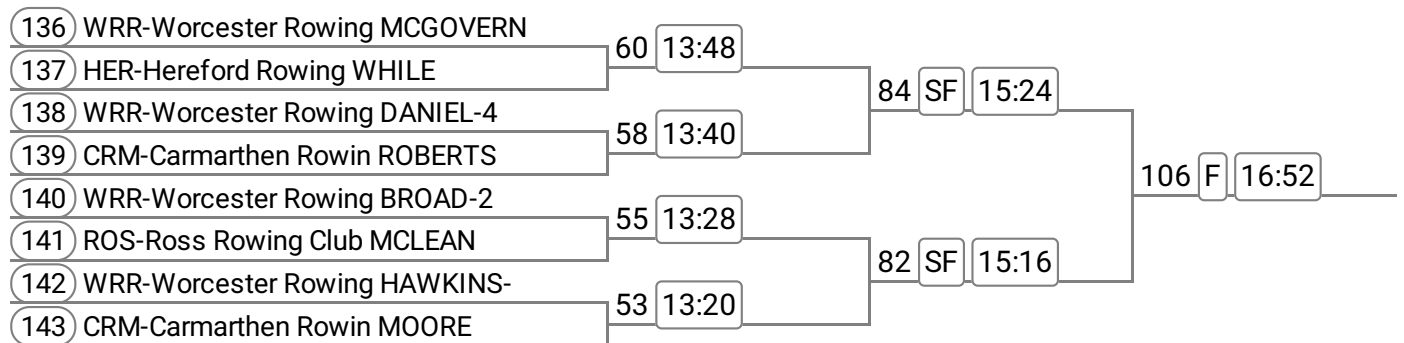 136 WRR-Worcester Rowing MCGOVERN
60 13:48
137 HER-Hereford Rowing WHILE
84 SF 15:24
138 WRR-Worcester Rowing DANIEL-4
58 13:40
139 CRM-Carmarthen Rowin ROBERTS
106 F 16:52
140 WRR-Worcester Rowing BROAD-2
55 13:28
141 ROS-Ross Rowing Club MCLEAN
82 SF 15:16
142 WRR-Worcester Rowing HAWKINS-
53 13:20
143 CRM-Carmarthen Rowin MOORE